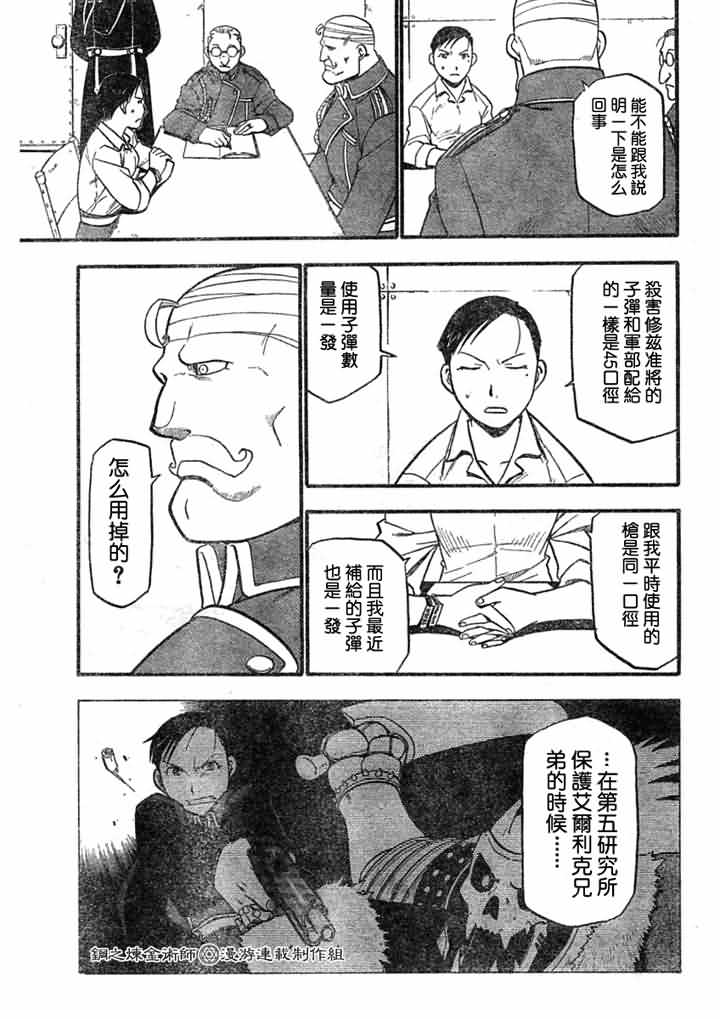 能不能跟我説
明一下是怎么
回事
殺害修兹准將的
子彈和軍部配給
的一樣是45口徑
使用子彈數
量是一發
跟我平時使用的
槍是同一口徑
而且我最近
補給的子彈
也是一發
怎么用掉的？
…在第五研究所
保護艾爾利克兄
弟的時候……
鋼之煉金術師 漫游連載制作組